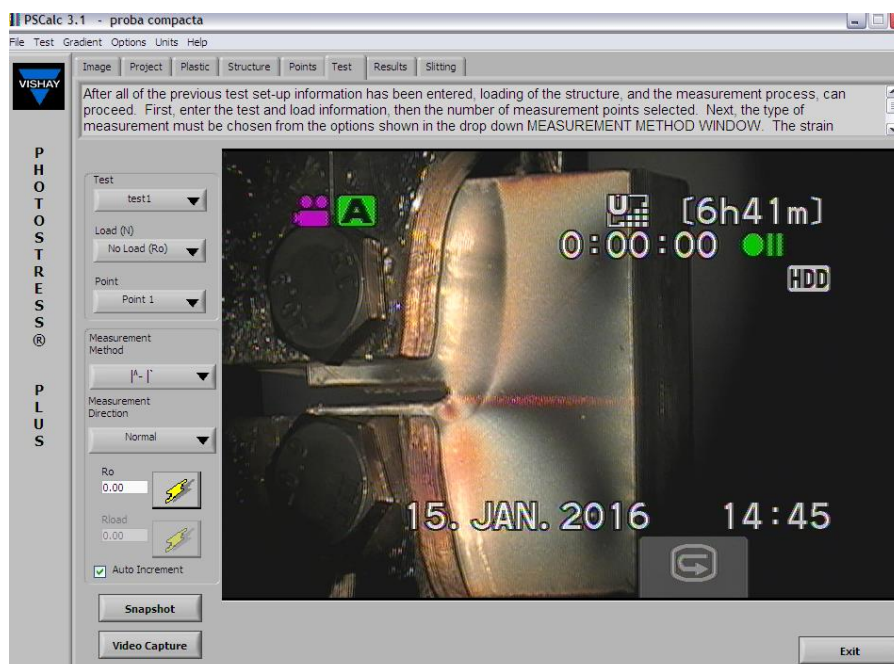 PSCalc 3.1 - proba compacta
File Test Gradient Options Units Help
VISHAY
Image Project Plastic Structure Points Test Results Slitting
After all of the previous test set-up information has been entered, loading of the structure, and the measurement process, can
proceed. First, enter the test and load information, then the number of measurement points selected. Next, the type of
measurement must be chosen from the options shown in the drop down MEASUREMENT METHOD WINDOW. The strain
PHOTOSTRESS® PLUS
Test
test1
Load (N)
No Load (Ro)
Point
Point 1
Measurement
Method
Measurement
Direction
Normal
Ro
0.00
Rload
0.00
Auto Increment
Snapshot
Video Capture
A
[6h41m]
0:00:00
HDD
15. JAN. 2016 14:45
Exit